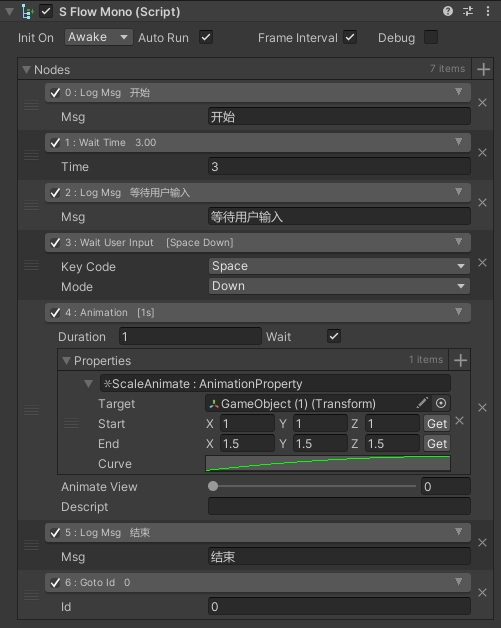 S Flow Mono (Script)
Init On Awake Auto Run Frame Interval Debug
Nodes 7 items
0 : Log Msg 开始
Msg 开始
1 : Wait Time 3.00
Time 3
2 : Log Msg 等待用户输入
Msg 等待用户输入
3 : Wait User Input [Space Down]
Key Code Space
Mode Down
4 : Animation [1s]
Duration 1 Wait
Properties 1 items
※ScaleAnimate : AnimationProperty
Target GameObject (1) (Transform)
Start X 1 Y 1 Z 1 Get
End X 1.5 Y 1.5 Z 1.5 Get
Curve
Animate View 0
Descript
5 : Log Msg 结束
Msg 结束
6 : Goto Id 0
Id 0